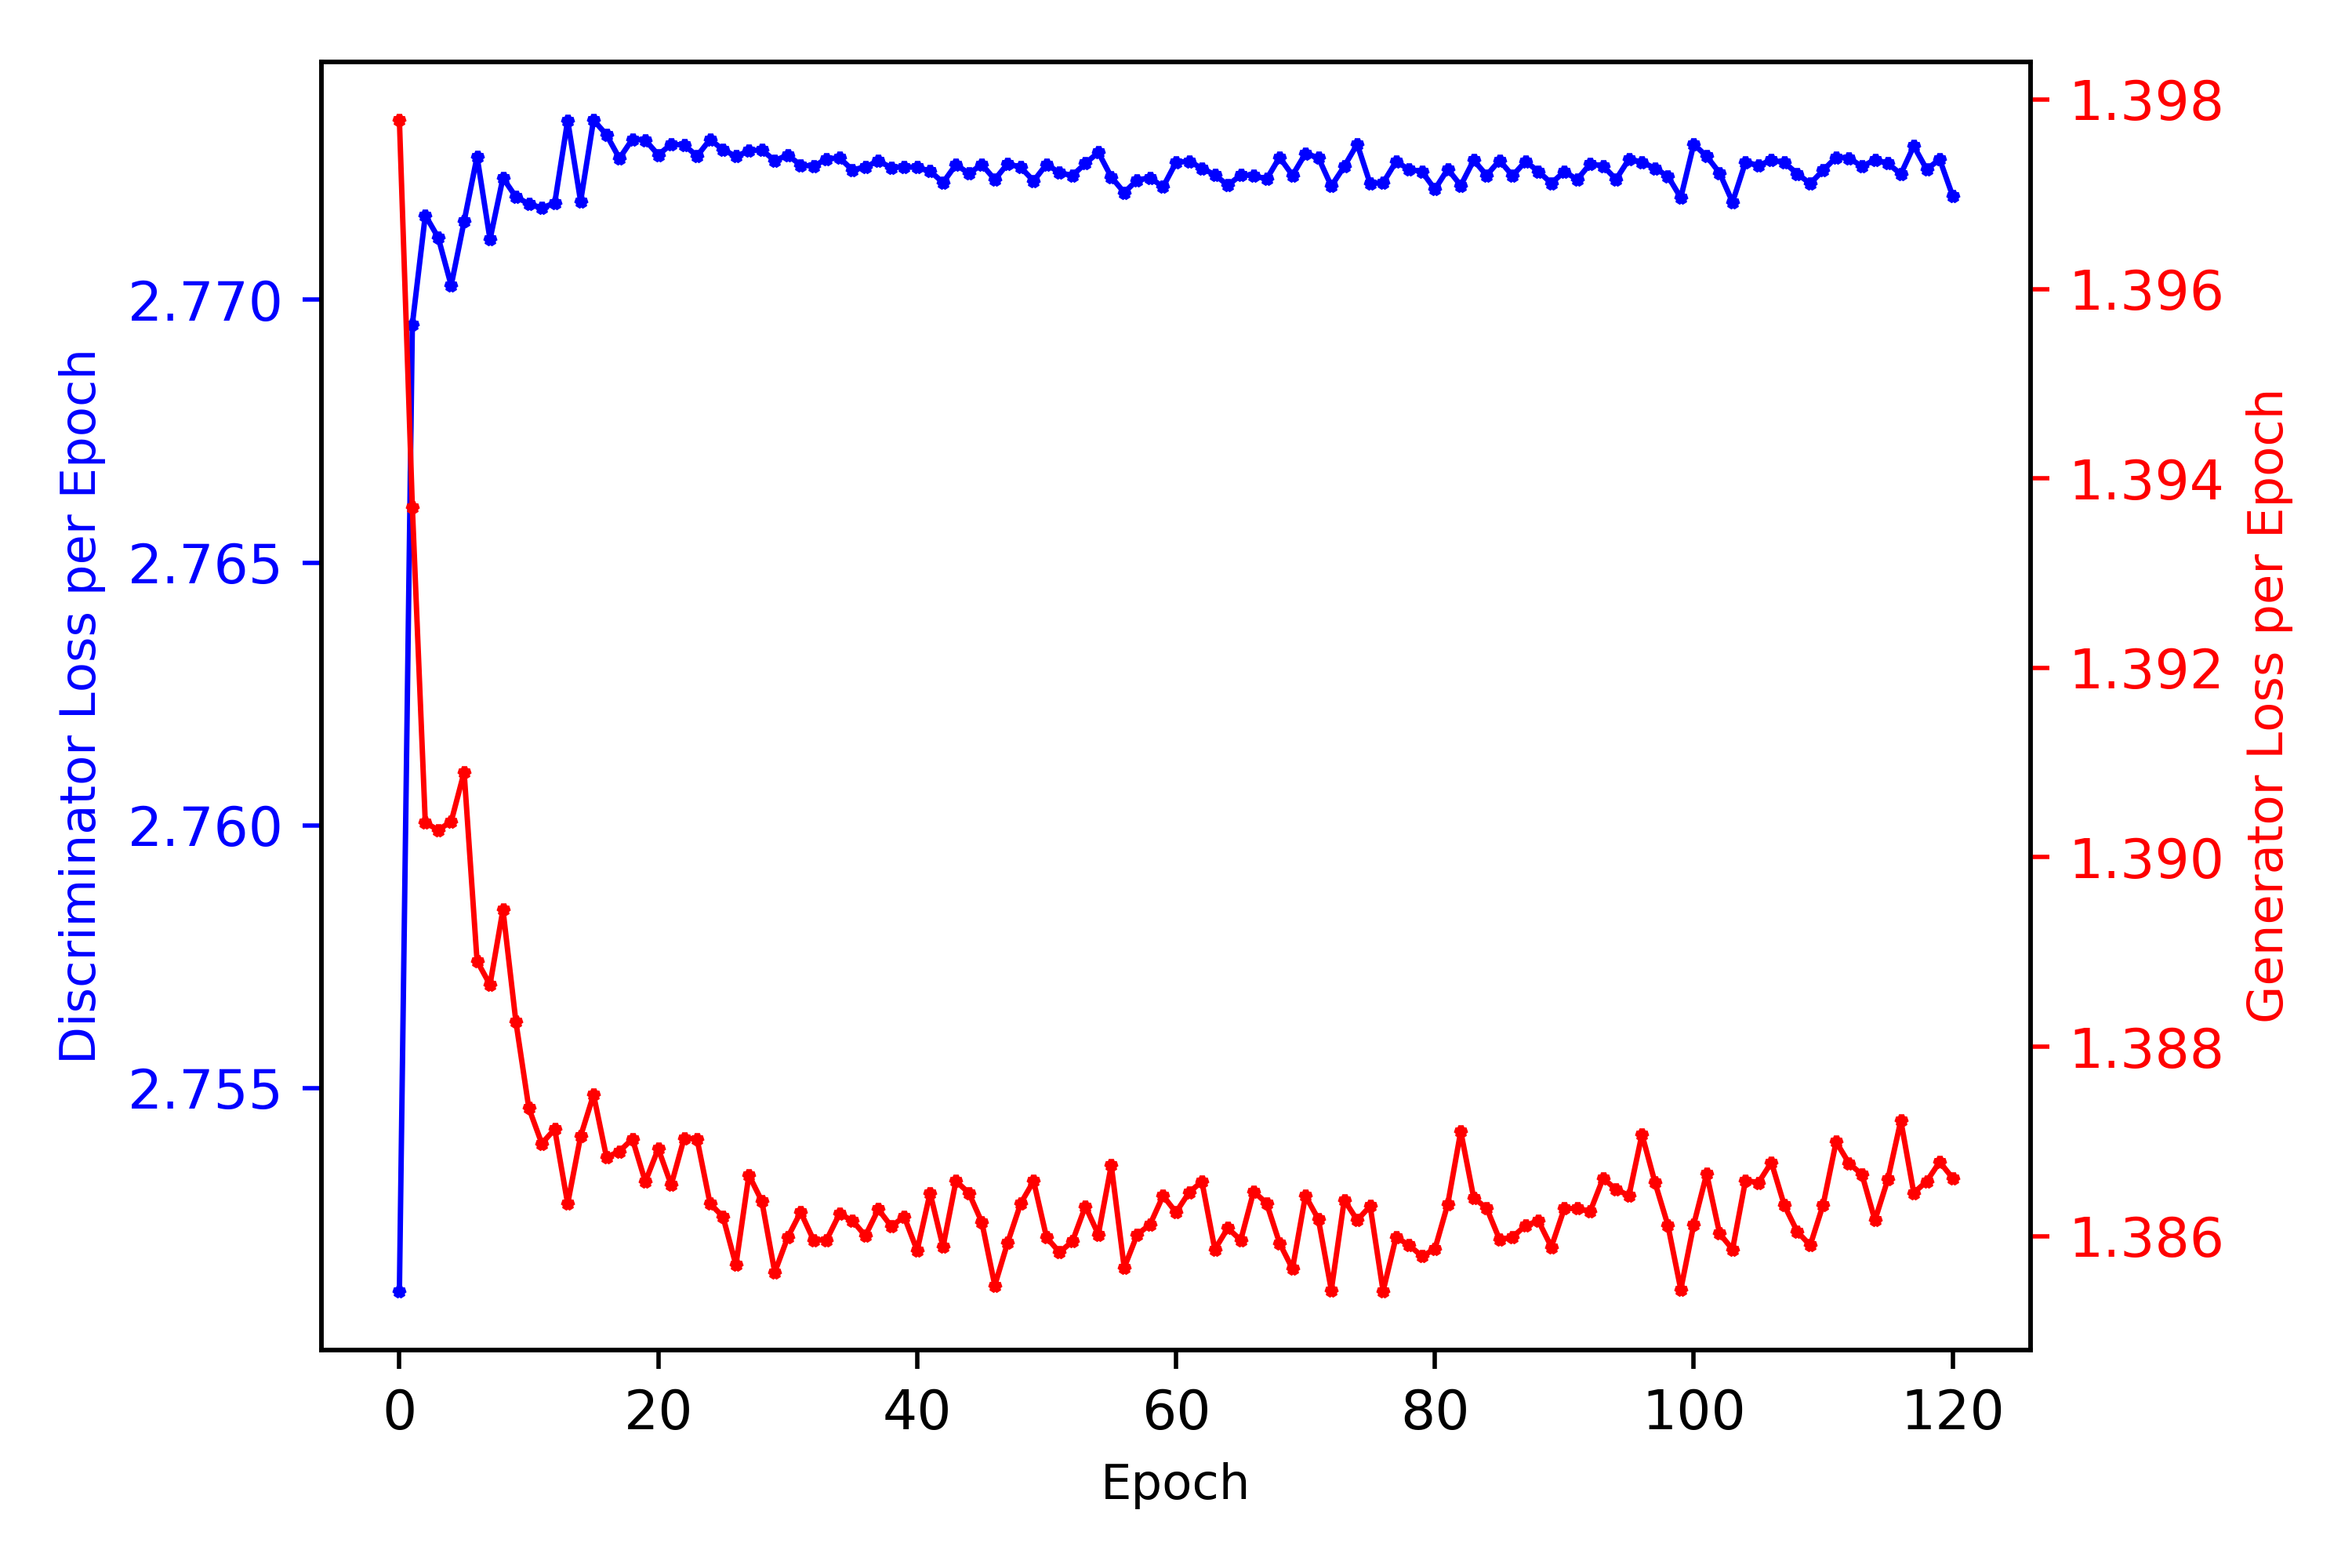 Discriminator Loss per Epoch
2.770
2.765
2.760
2.755
1.398
1.396
1.394
1.392
1.390
1.388
1.386
Generator Loss per Epoch
0 20 40 60 80 100 120
Epoch